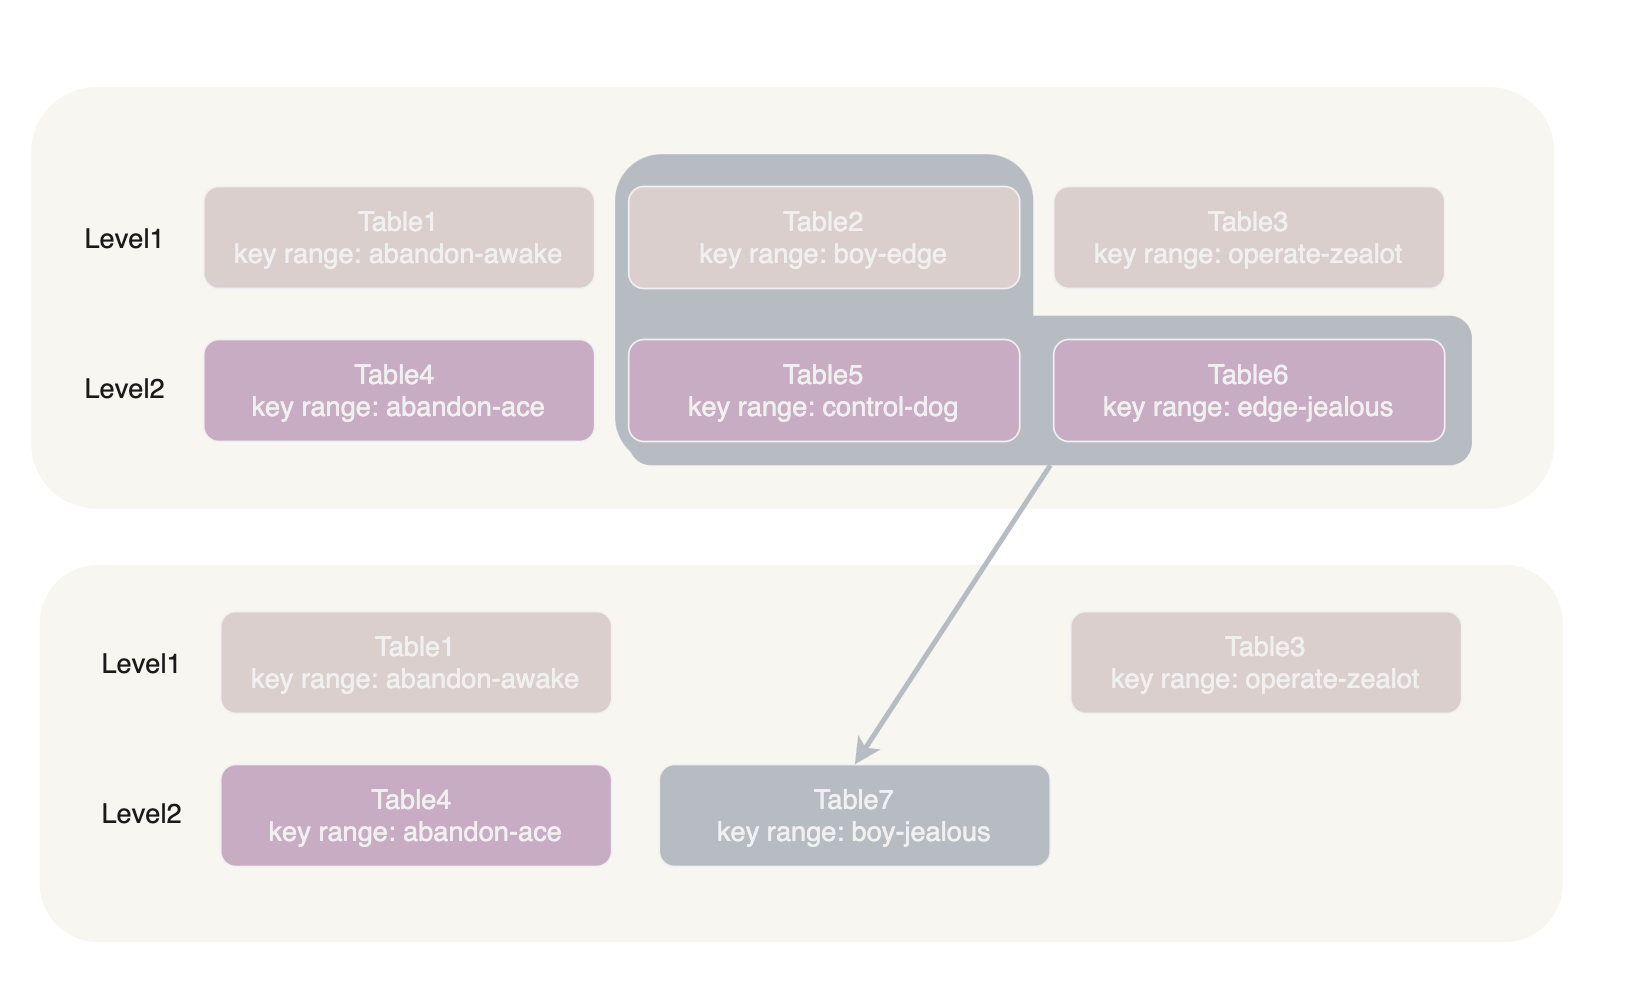 Level1
Table1
key range: abandon-awake
Table2
key range: boy-edge
Table3
key range: operate-zealot
Level2
Table4
key range: abandon-ace
Table5
key range: control-dog
Table6
key range: edge-jealous
Level1
Table1
key range: abandon-awake
Table3
key range: operate-zealot
Level2
Table4
key range: abandon-ace
Table7
key range: boy-jealous